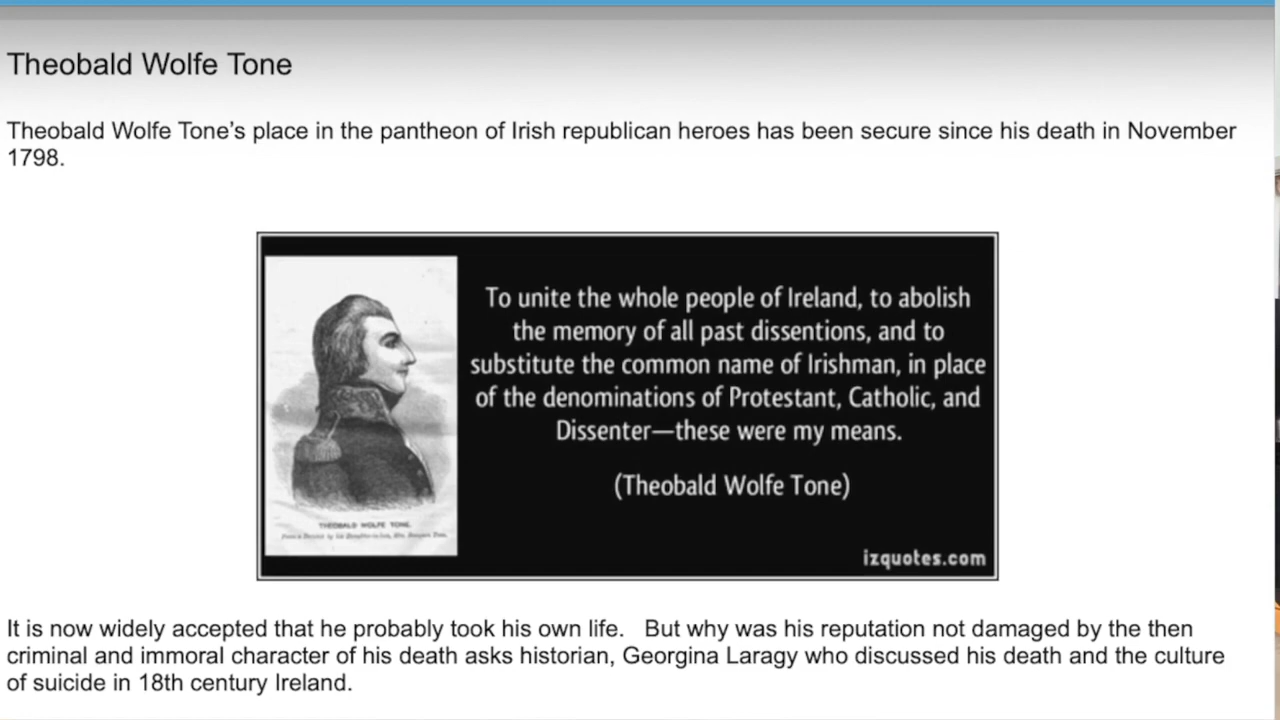 Theobald Wolfe Tone
Theobald Wolfe Tone’s place in the pantheon of Irish republican heroes has been secure since his death in November
1798.
To unite the whole people of Ireland, to abolish
the memory of all past dissentions, and to
substitute the common name of Irishman, in place
of the denominations of Protestant, Catholic, and
Dissenter—these were my means.
(Theobald Wolfe Tone)
THEOBALD WOLFE TONE.
izquotes.com
It is now widely accepted that he probably took his own life.   But why was his reputation not damaged by the then
criminal and immoral character of his death asks historian, Georgina Laragy who discussed his death and the culture
of suicide in 18th century Ireland.